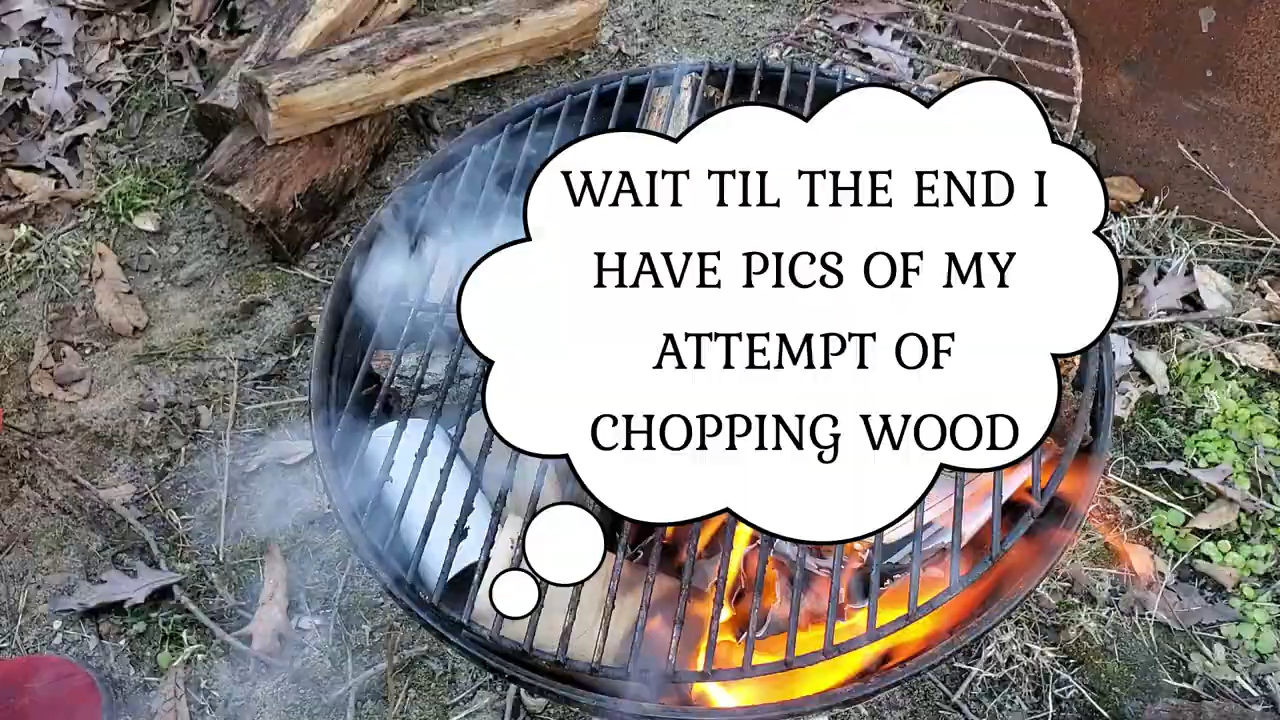 WAIT TIL THE END I
HAVE PICS OF MY
ATTEMPT OF
CHOPPING WOOD